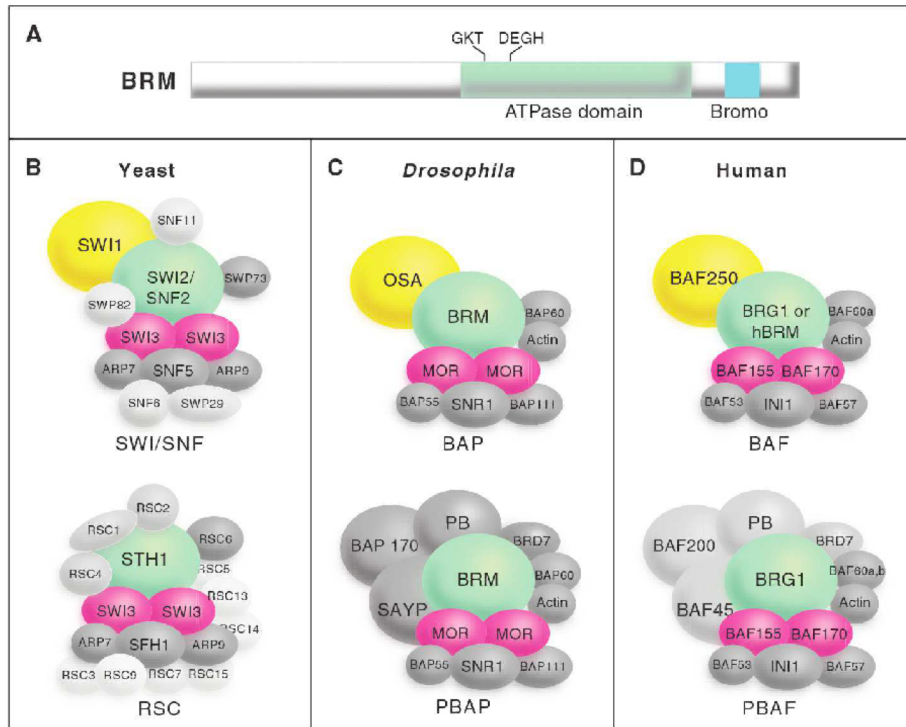 A
GKT DEGH
BRM
ATPase domain Bromo
B Yeast
SNF11
SWI1
SWI2/
SNF2
SWP73
SWP82
SWI3 SWI3
ARP7 SNF5 ARP9
SNF6 SWP29
SWI/SNF
RSC2
RSC1
RSC6
STH1
RSC4
RSC5
RSC13
SWI3 SWI3
RSC14
ARP7 SFH1 ARP9
RSC3 RSC9 RSC7 RSC15
RSC
C Drosophila
OSA
BRM
BAP60
Actin
MOR MOR
BAP55 SNR1 BAP111
BAP
PB
BAP 170
BRD7
BRM
BAP60
SAYP
Actin
MOR MOR
BAP55 SNR1 BAP111
PBAP
D Human
BAF250
BRG1 or
hBRM
BAF60a
Actin
BAF155 BAF170
BAF53 INI1 BAF57
BAF
PB
BAF200
BRD7
BRG1
BAF60a,b
BAF45
Actin
BAF155 BAF170
BAF53 INI1 BAF57
PBAF